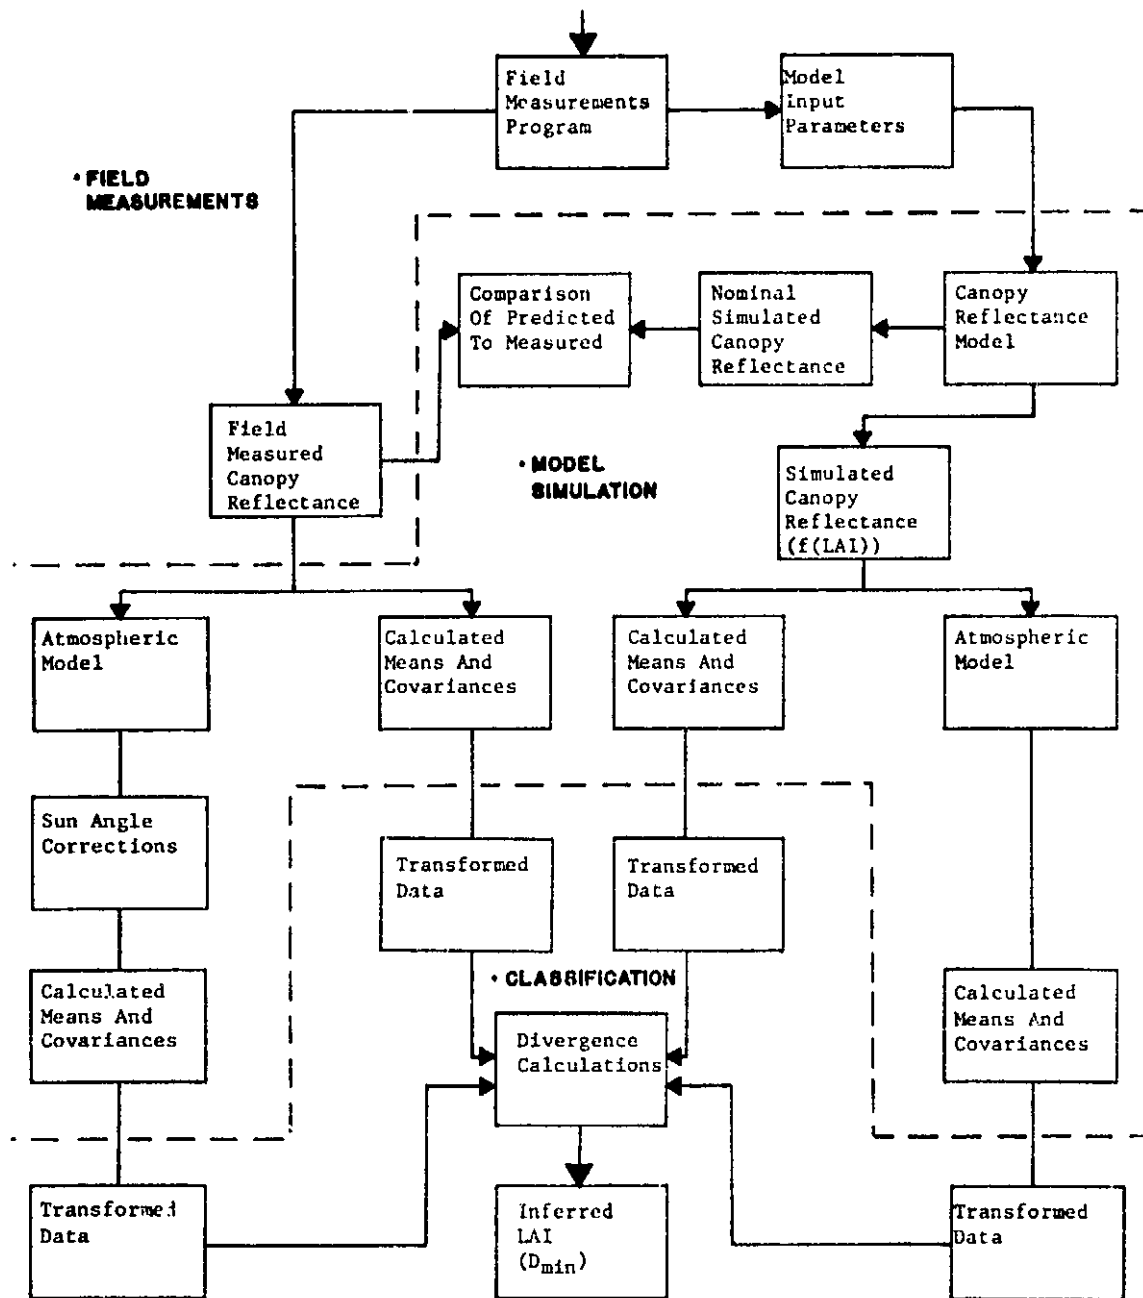 Field
Measurements
Program
Model
Input
Parameters
• FIELD
MEASUREMENTS
Comparison
Of Predicted
To Measured
Nominal
Simulated
Canopy
Reflectance
Canopy
Reflectance
Model
Field
Measured
Canopy
Reflectance
• MODEL
SIMULATION
Simulated
Canopy
Reflectance
(f(LAI))
Atmospheric
Model
Calculated
Means And
Covariances
Calculated
Means And
Covariances
Atmospheric
Model
Sun Angle
Corrections
Transformed
Data
Transformed
Data
• CLASSIFICATION
Calculated
Means And
Covariances
Divergence
Calculations
Calculated
Means And
Covariances
Transformed
Data
Inferred
LAI
(Dmin)
Transformed
Data